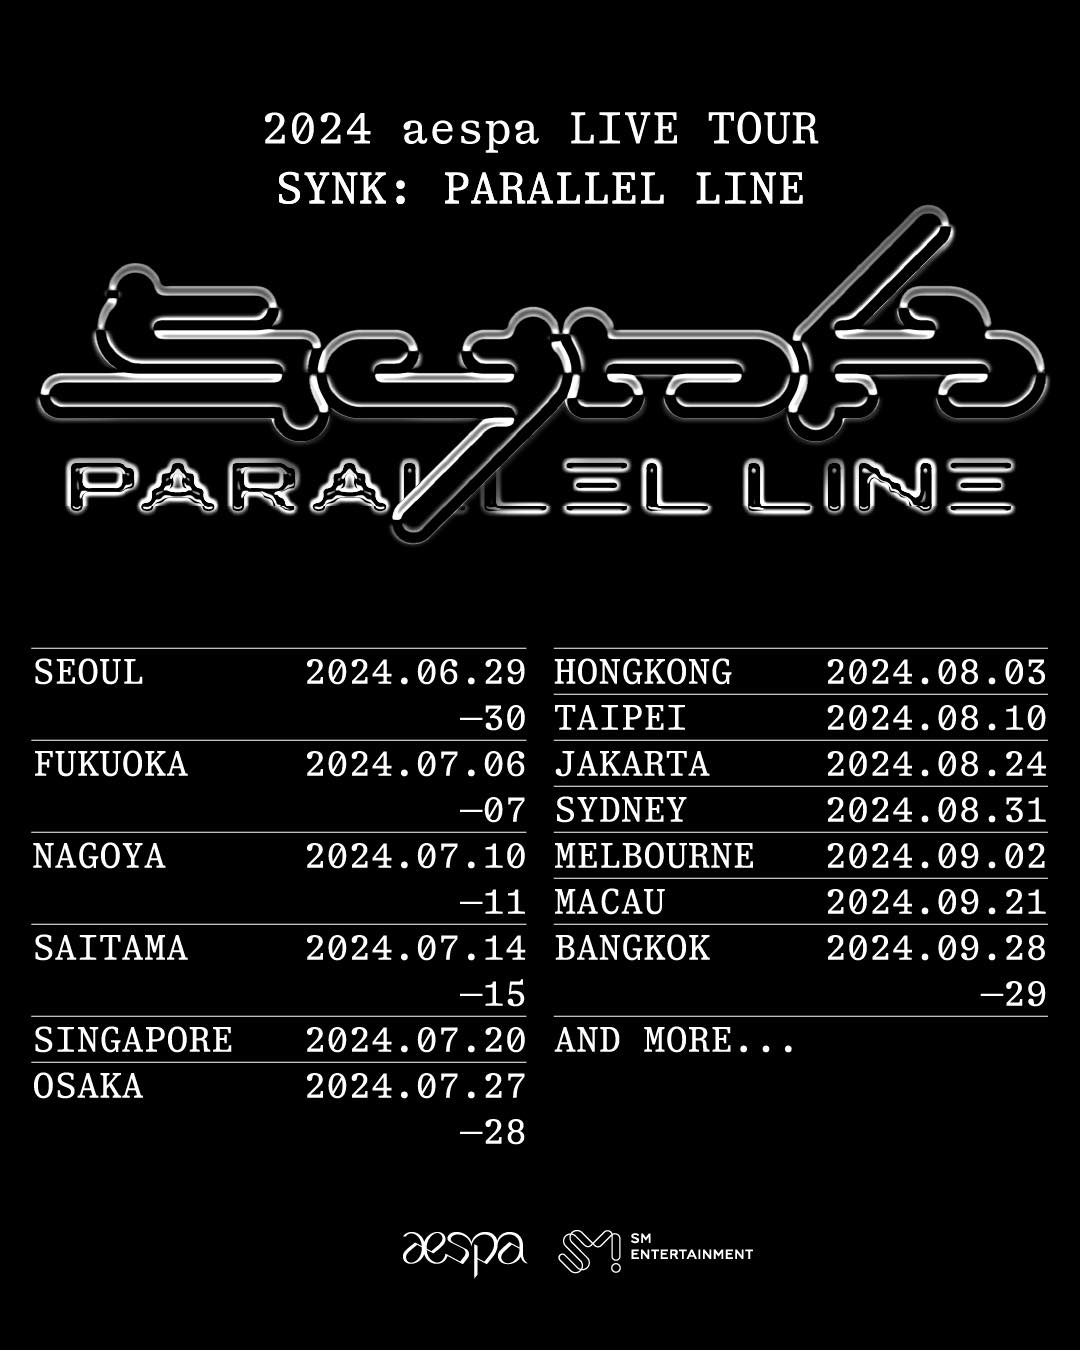 2024 aespa LIVE TOUR
SYNK: PARALLEL LINE
Synk
PARALLEL LINE
SEOUL 2024.06.29
—30
FUKUOKA 2024.07.06
—07
NAGOYA 2024.07.10
—11
SAITAMA 2024.07.14
—15
SINGAPORE 2024.07.20
OSAKA 2024.07.27
—28
HONGKONG 2024.08.03
TAIPEI 2024.08.10
JAKARTA 2024.08.24
SYDNEY 2024.08.31
MELBOURNE 2024.09.02
MACAU 2024.09.21
BANGKOK 2024.09.28
—29
AND MORE...
aespa
SM
ENTERTAINMENT